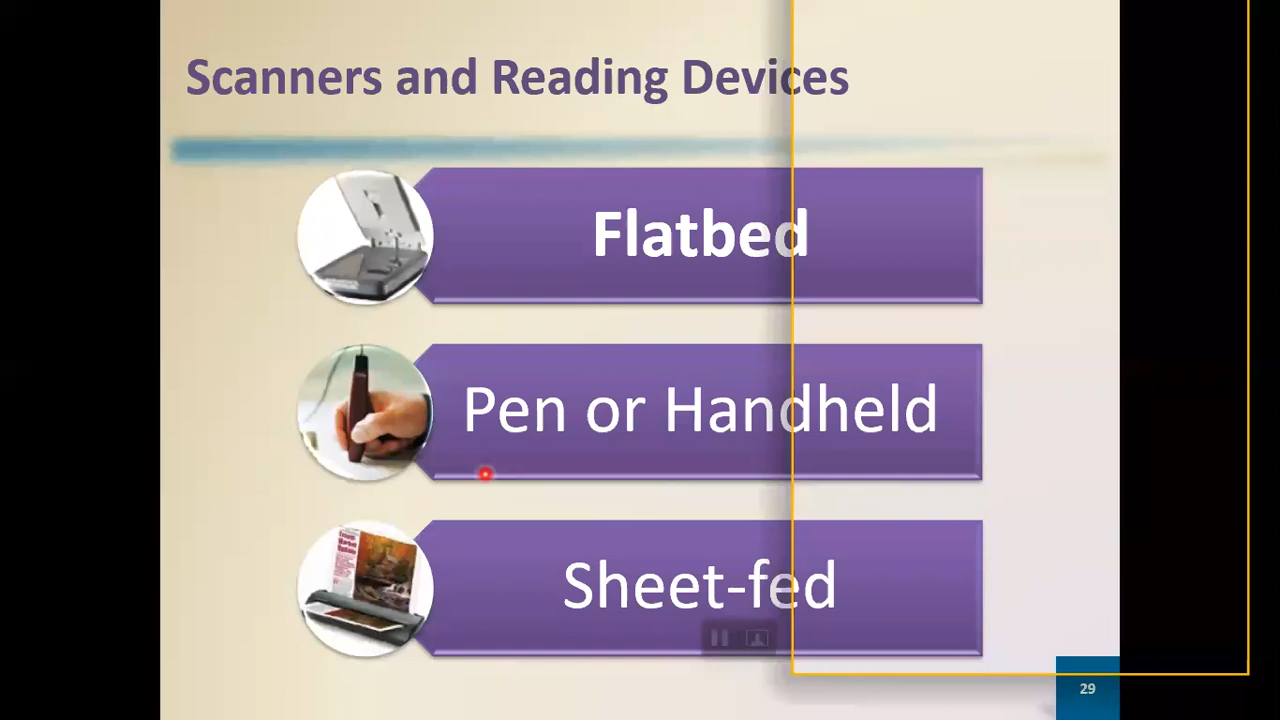 Scanners and Reading Devices
Flatbed
Pen or Handheld
Sheet-fed
29